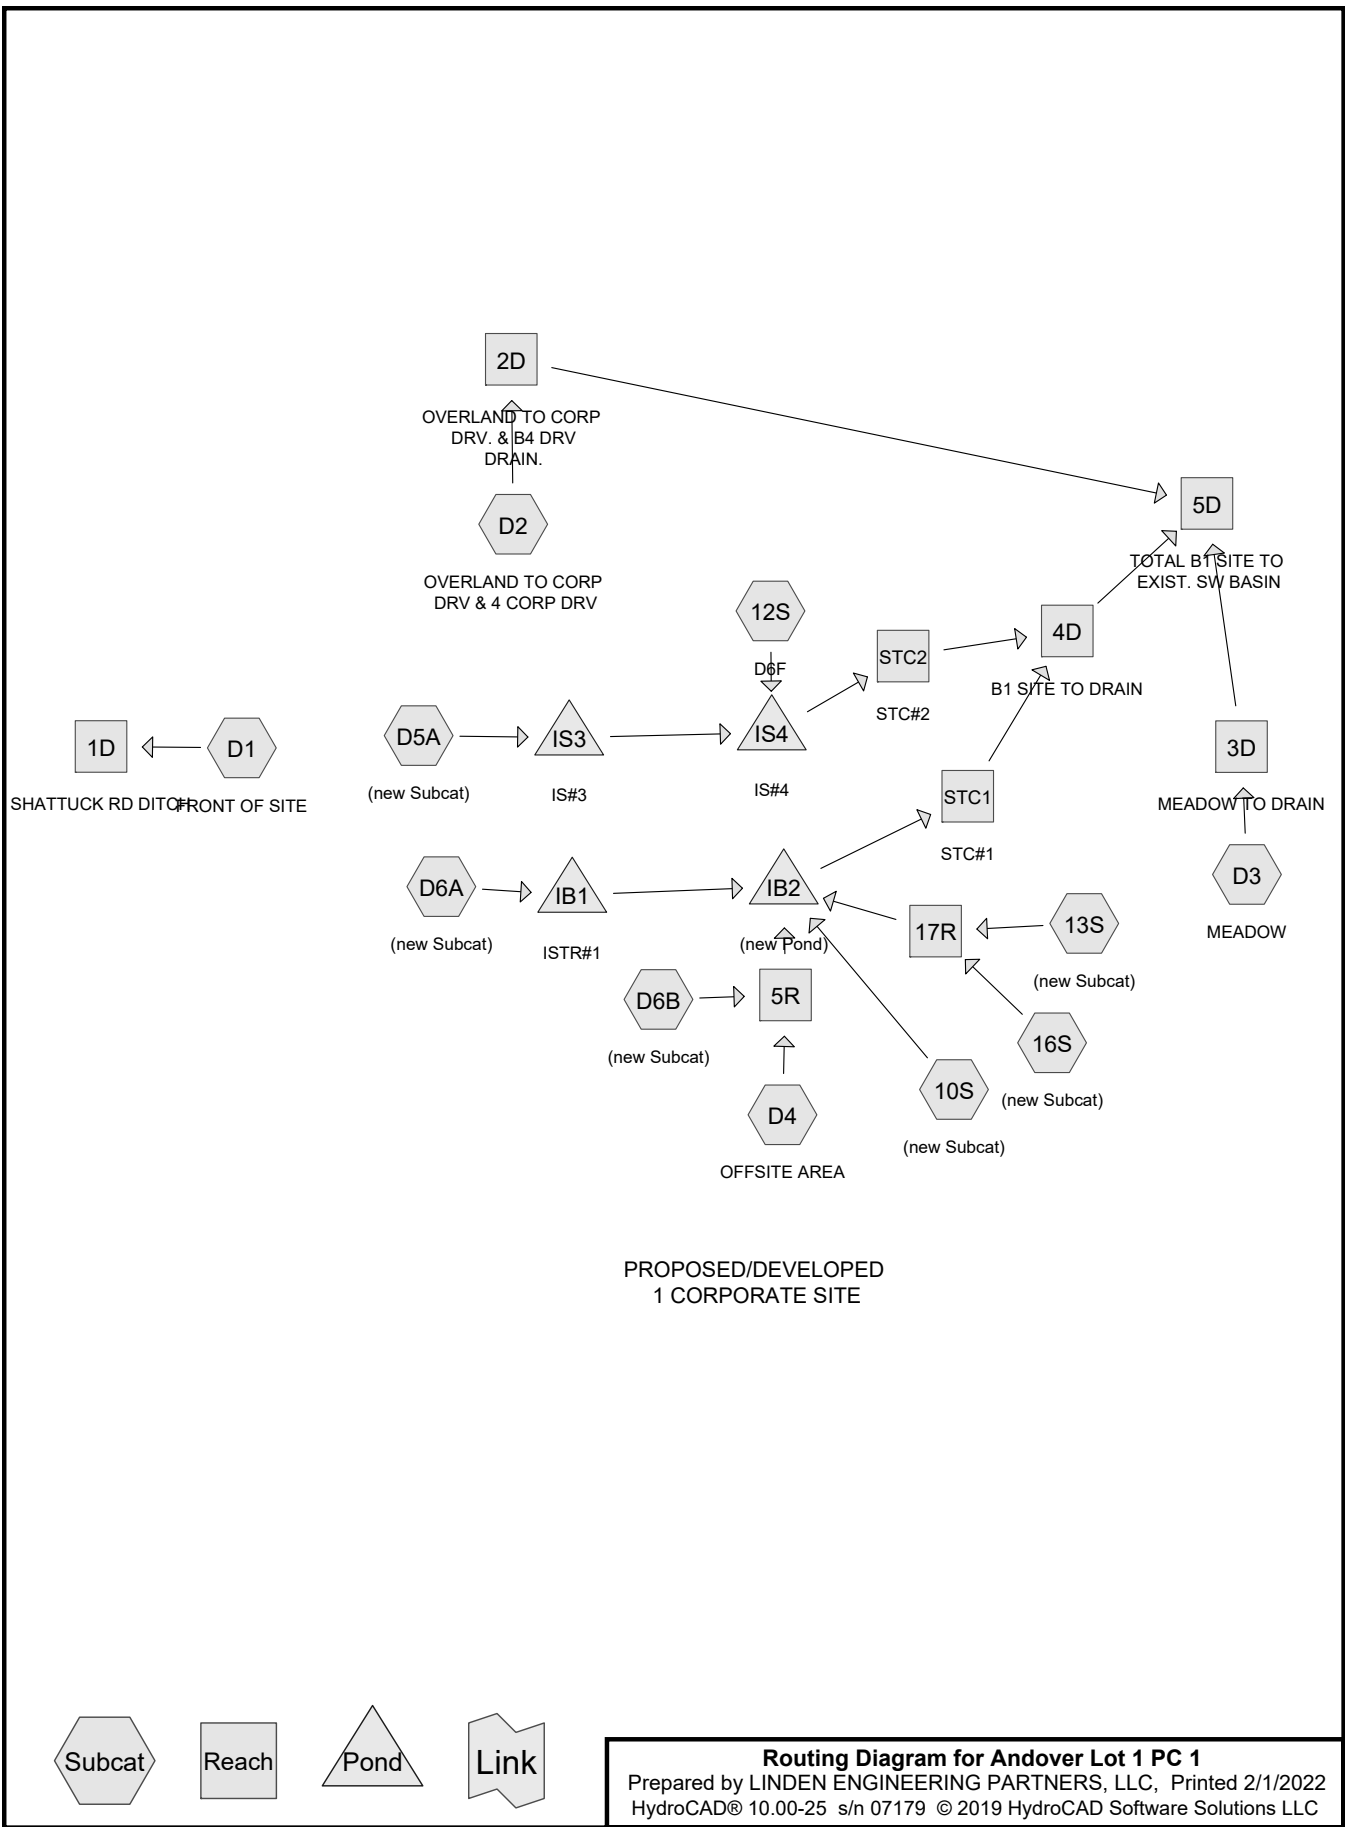 2D
OVERLAND TO CORP
DRV. & B4 DRV
DRAIN.
D2
OVERLAND TO CORP
DRV & 4 CORP DRV
5D
TOTAL B1 SITE TO
EXIST. SW BASIN
12S
D6F
STC2
STC#2
4D
B1 SITE TO DRAIN
1D
SHATTUCK RD DITCH
D1
FRONT OF SITE
D5A
(new Subcat)
IS3
IS#3
IS4
IS#4
STC1
STC#1
3D
MEADOW TO DRAIN
D6A
(new Subcat)
IB1
ISTR#1
IB2
(new Pond)
17R
13S
(new Subcat)
D3
MEADOW
D6B
(new Subcat)
5R
16S
(new Subcat)
10S
(new Subcat)
D4
OFFSITE AREA
PROPOSED/DEVELOPED
1 CORPORATE SITE
Subcat
Reach
Pond
Link
Routing Diagram for Andover Lot 1 PC 1
Prepared by LINDEN ENGINEERING PARTNERS, LLC, Printed 2/1/2022
HydroCAD® 10.00-25 s/n 07179 © 2019 HydroCAD Software Solutions LLC